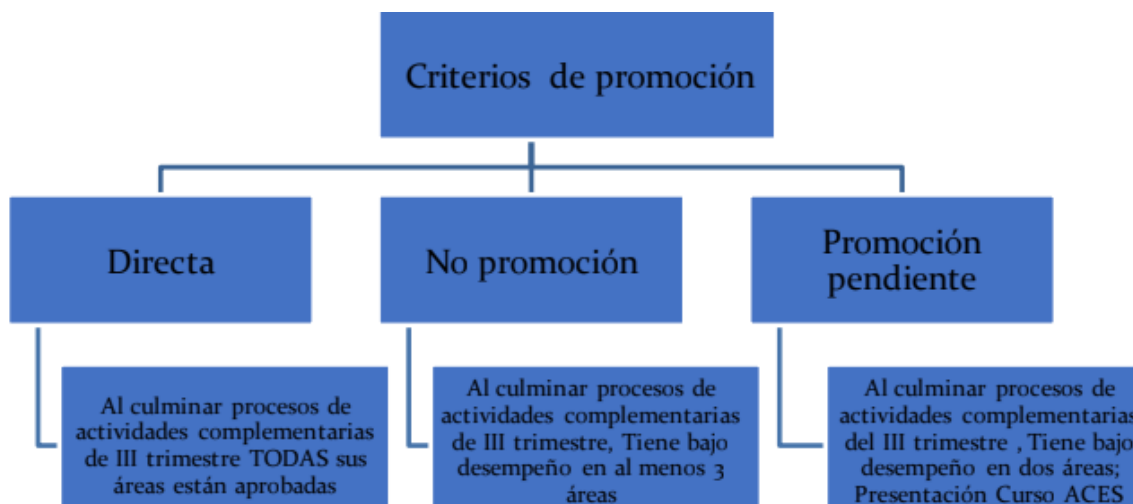 Criterios de promoción
Directa
No promoción
Promoción
pendiente
Al culminar procesos de
actividades complementarias
de III trimestre TODAS sus
áreas están aprobadas
Al culminar procesos de
actividades complementarias
de III trimestre, Tiene bajo
desempeño en al menos 3
áreas
Al culminar procesos de
actividades complementarias
del III trimestre , Tiene bajo
desempeño en dos áreas;
Presentación Curso ACES